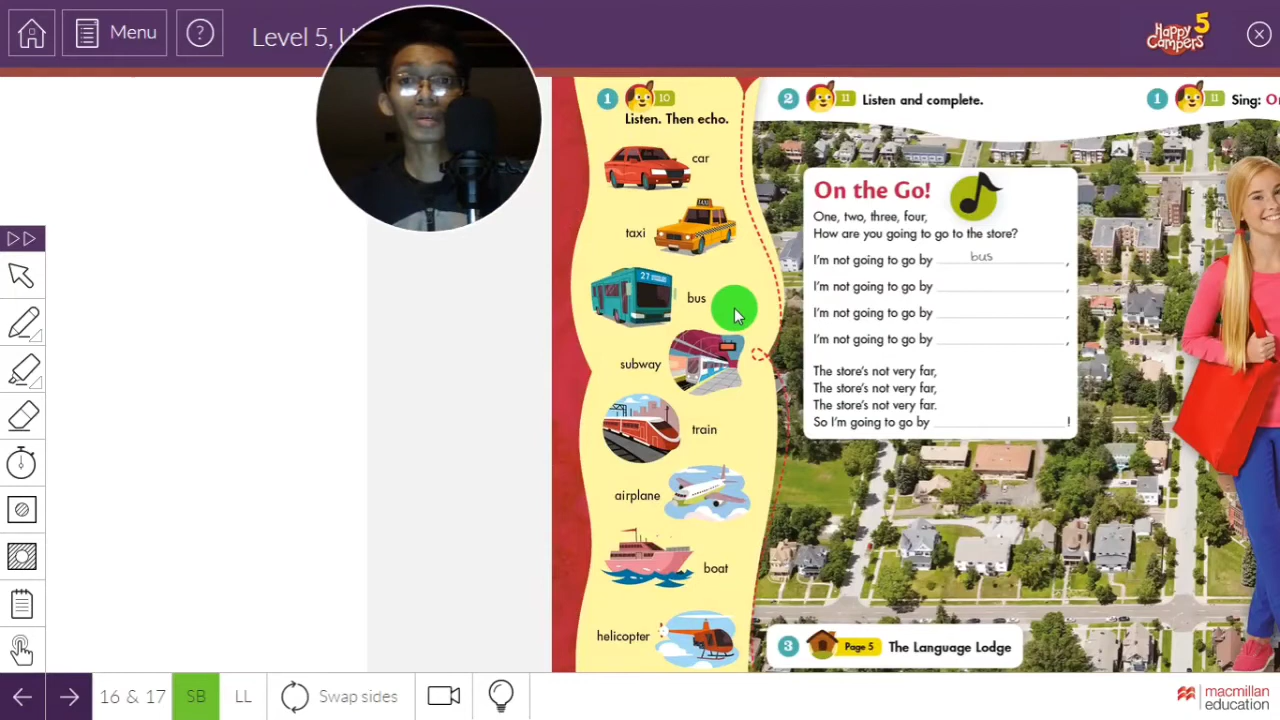 Menu
?
Level 5, U
Happy Campers 5
1 10
Listen. Then echo.
car
taxi
TAXI
27
bus
subway
train
airplane
boat
helicopter
2 11 Listen and complete.
On the Go!
One, two, three, four,
How are you going to go to the store?
I'm not going to go by bus ,
I'm not going to go by ,
I'm not going to go by ,
I'm not going to go by ,
The store's not very far,
The store's not very far,
The store's not very far.
So I'm going to go by !
3 Page 5 The Language Lodge
1 11 Sing: O
16 & 17
SB
LL
Swap sides
macmillan
education